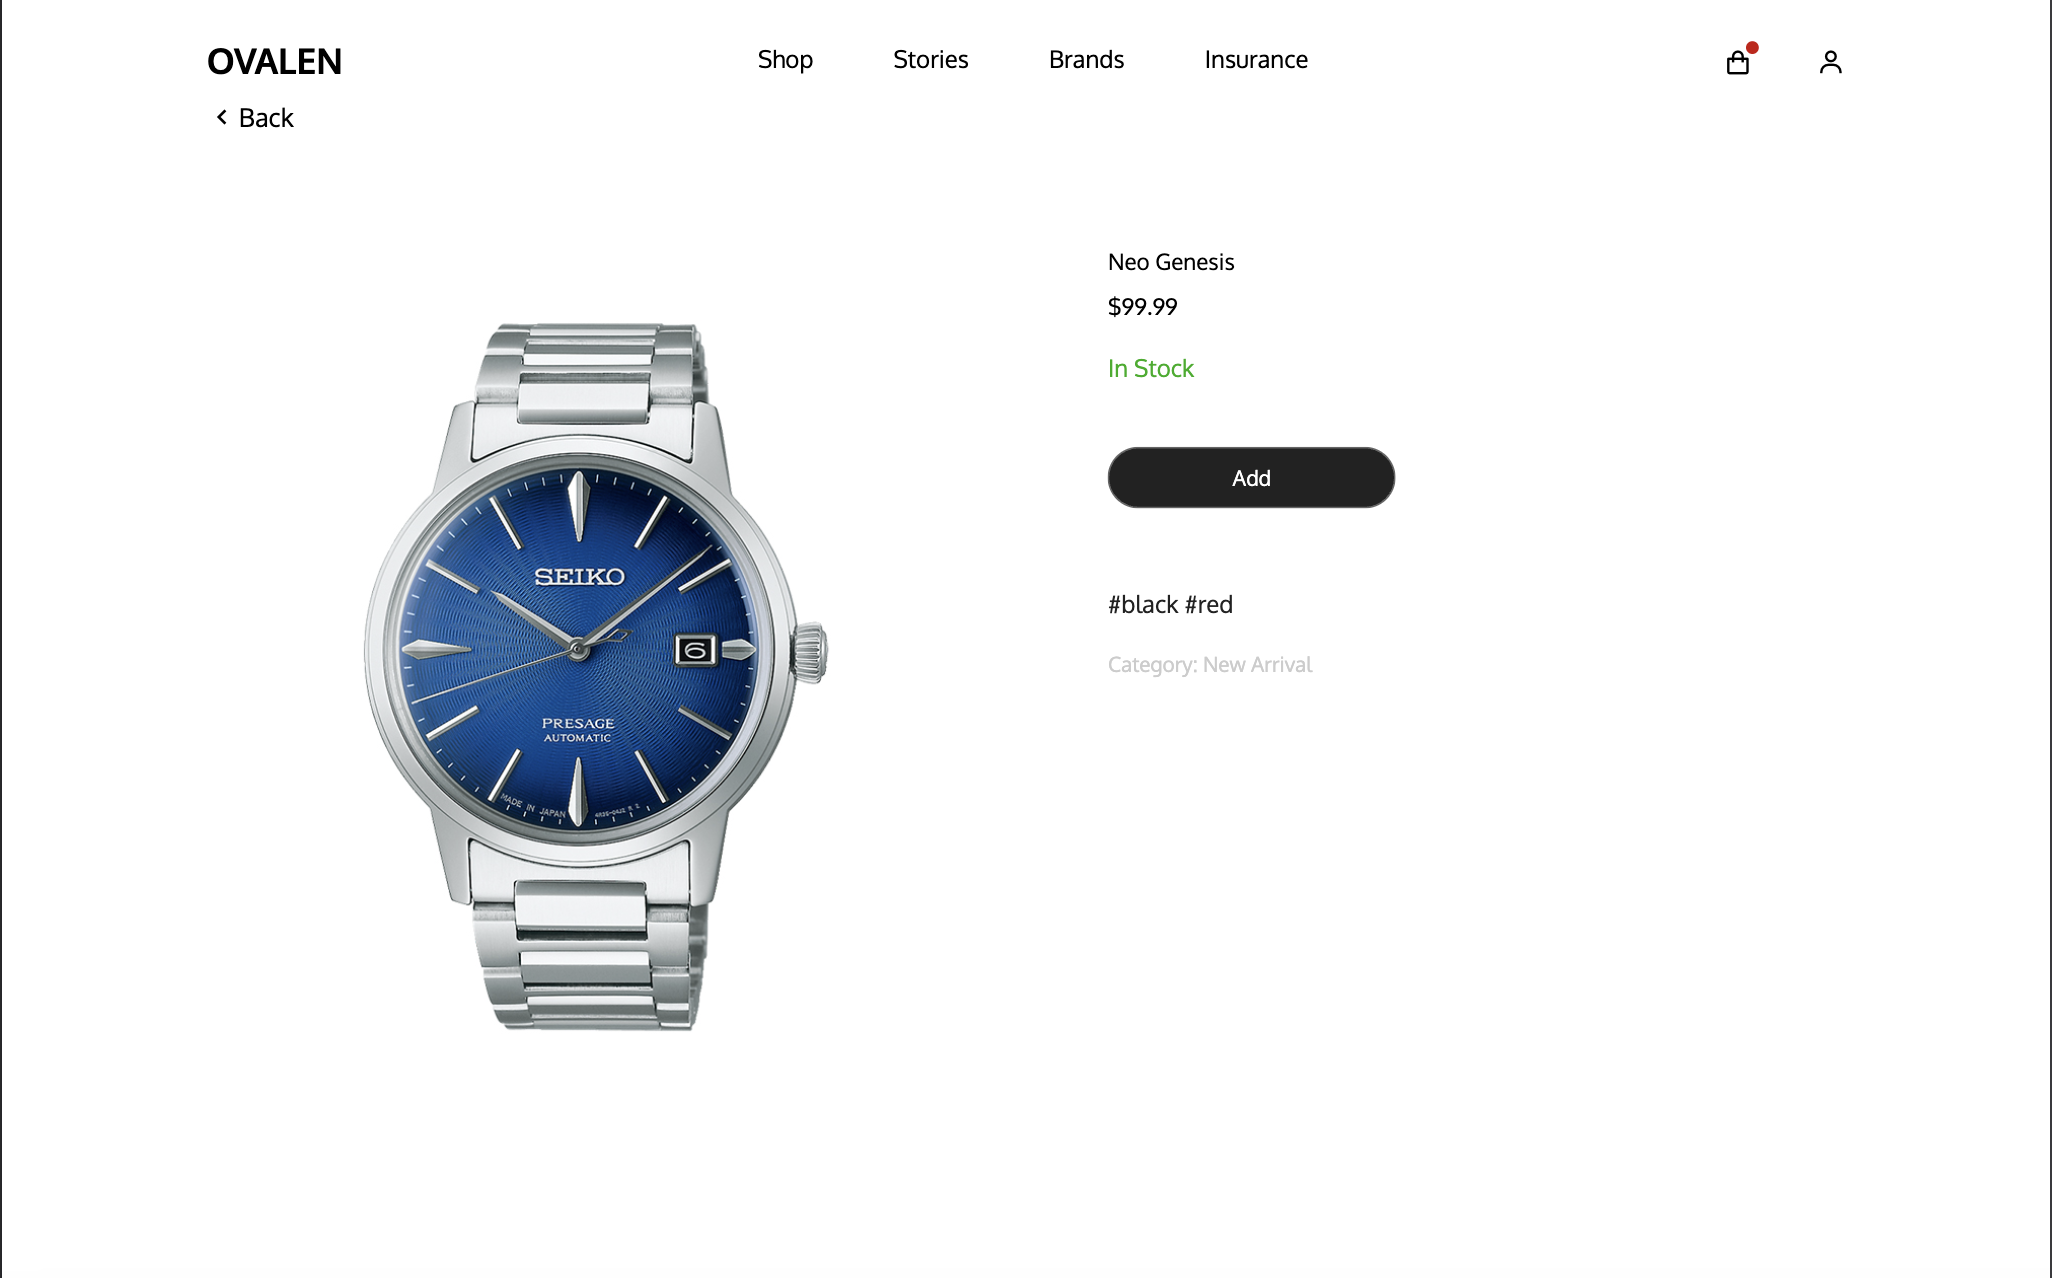 OVALEN
Shop
Stories
Brands
Insurance
Back
Neo Genesis
$99.99
In Stock
Add
#black #red
Category: New Arrival
SEIKO
6
PRESAGE
AUTOMATIC
MADE IN JAPAN